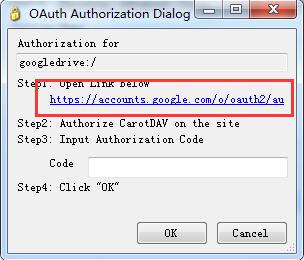 OAuth Authorization Dialog
Authorization for
googledrive:/
Step1: Open Link below
https://accounts.google.com/o/oauth2/au
Step2: Authorize CarotDAV on the site
Step3: Input Authorization Code
Code
Step4: Click "OK"
OK
Cancel